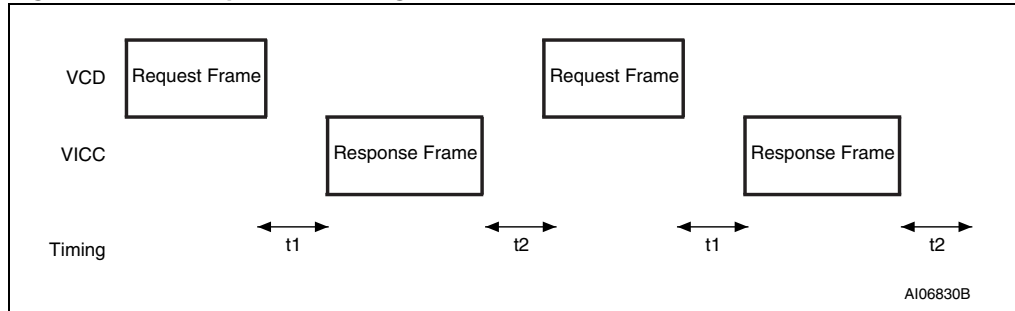 VCD
Request Frame
Request Frame
VICC
Response Frame
Response Frame
Timing
t1
t2
t1
t2
AI06830B